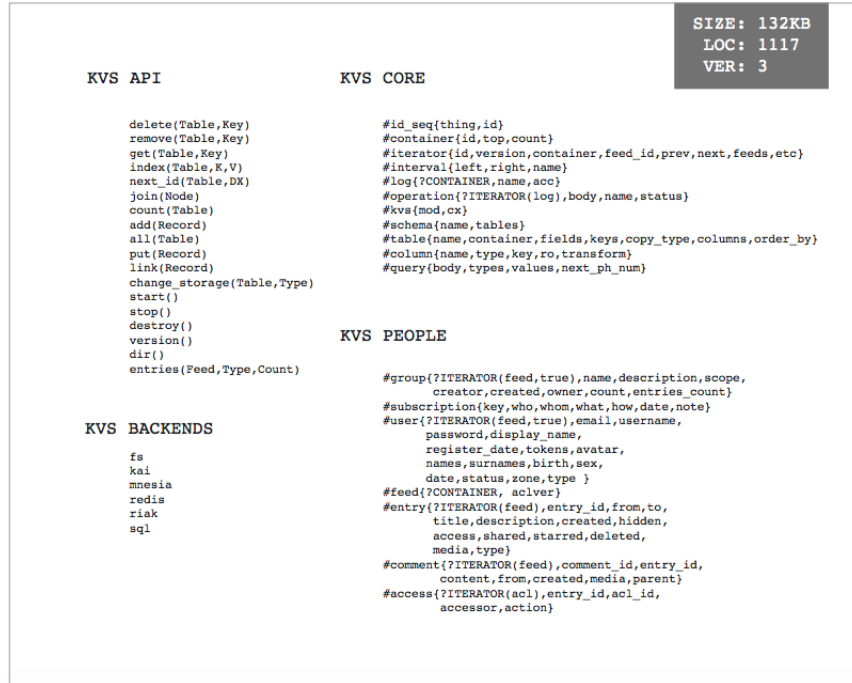 SIZE: 132KB
LOC: 1117
VER: 3
KVS API
delete(Table,Key)
remove(Table,Key)
get(Table,Key)
index(Table,K,V)
next_id(Table,DX)
join(Node)
count(Table)
add(Record)
all(Table)
put(Record)
link(Record)
change_storage(Table,Type)
start()
stop()
destroy()
version()
dir()
entries(Feed,Type,Count)
KVS BACKENDS
fs
kai
mnesia
redis
riak
sql
KVS CORE
#id_seq{thing,id}
#container{id,top,count}
#iterator{id,version,container,feed_id,prev,next,feeds,etc}
#interval{left,right,name}
#log{?CONTAINER,name,acc}
#operation{?ITERATOR(log),body,name,status}
#kvs{mod,cx}
#schema{name,tables}
#table{name,container,fields,keys,copy_type,columns,order_by}
#column{name,type,key,ro,transform}
#query{body,types,values,next_ph_num}
KVS PEOPLE
#group{?ITERATOR(feed,true),name,description,scope,
creator,created,owner,count,entries_count}
#subscription{key,who,whom,what,how,date,note}
#user{?ITERATOR(feed,true),email,username,
password,display_name,
register_date,tokens,avatar,
names,surnames,birth,sex,
date,status,zone,type }
#feed{?CONTAINER, aclver}
#entry{?ITERATOR(feed),entry_id,from,to,
title,description,created,hidden,
access,shared,starred,deleted,
media,type}
#comment{?ITERATOR(feed),comment_id,entry_id,
content,from,created,media,parent}
#access{?ITERATOR(acl),entry_id,acl_id,
accessor,action}